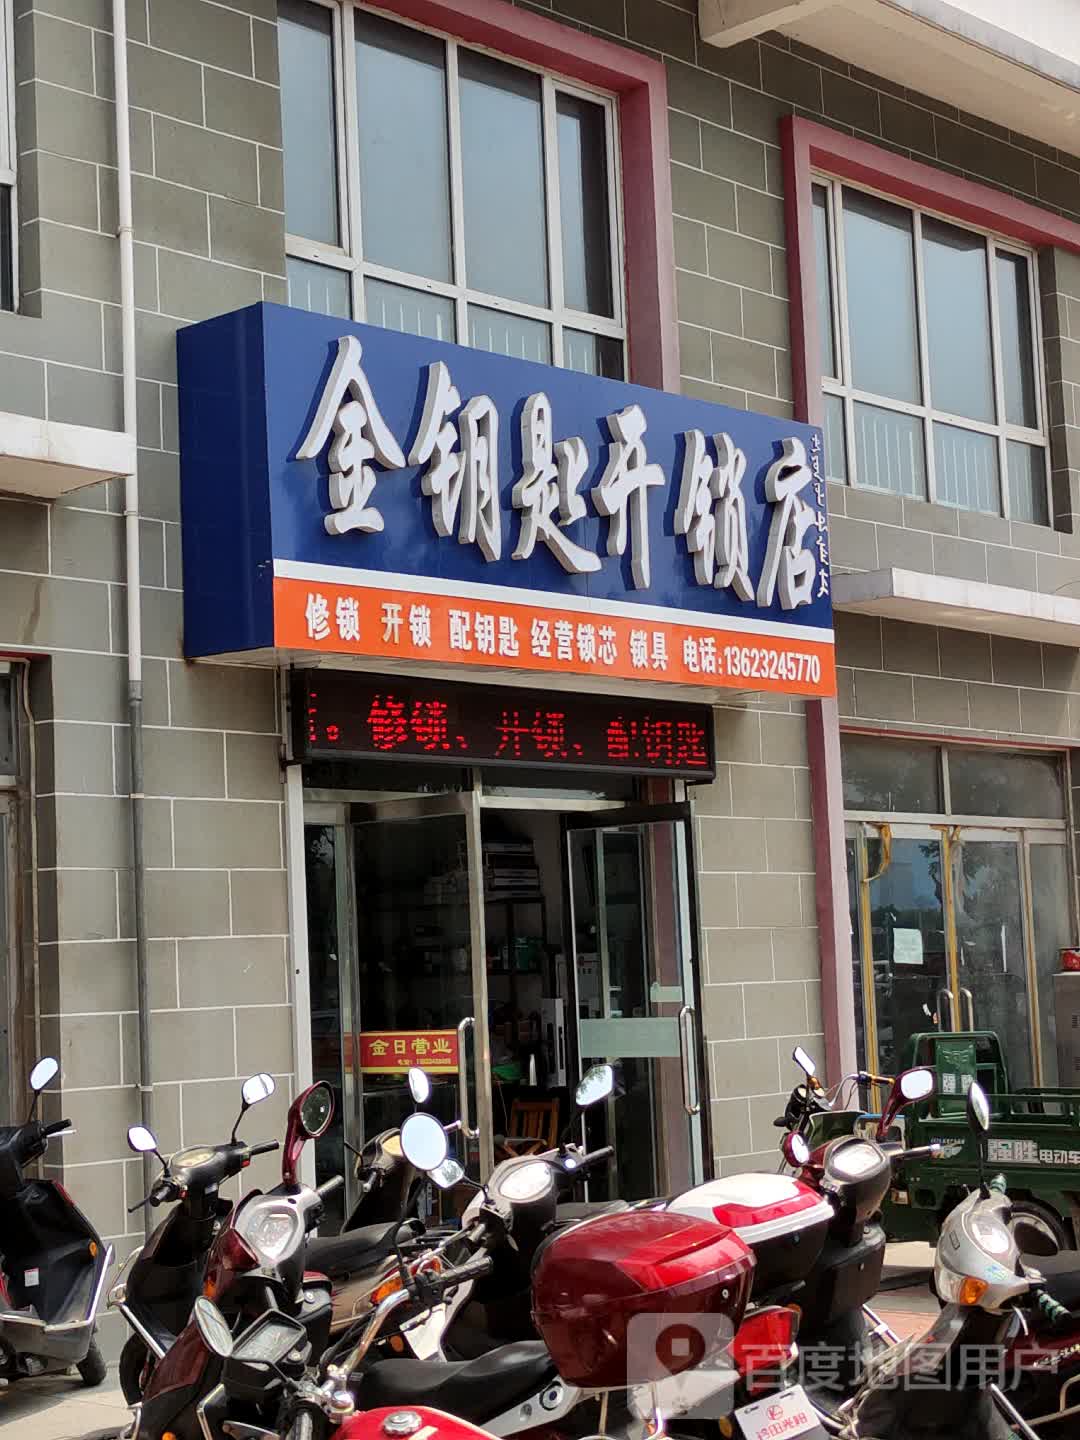 金钥匙开锁店
修锁 开锁 配钥匙 经营锁芯 锁具 电话:13623245770
。修锁、开锁、配钥匙
金日营业
强胜电动车
百度地图用户